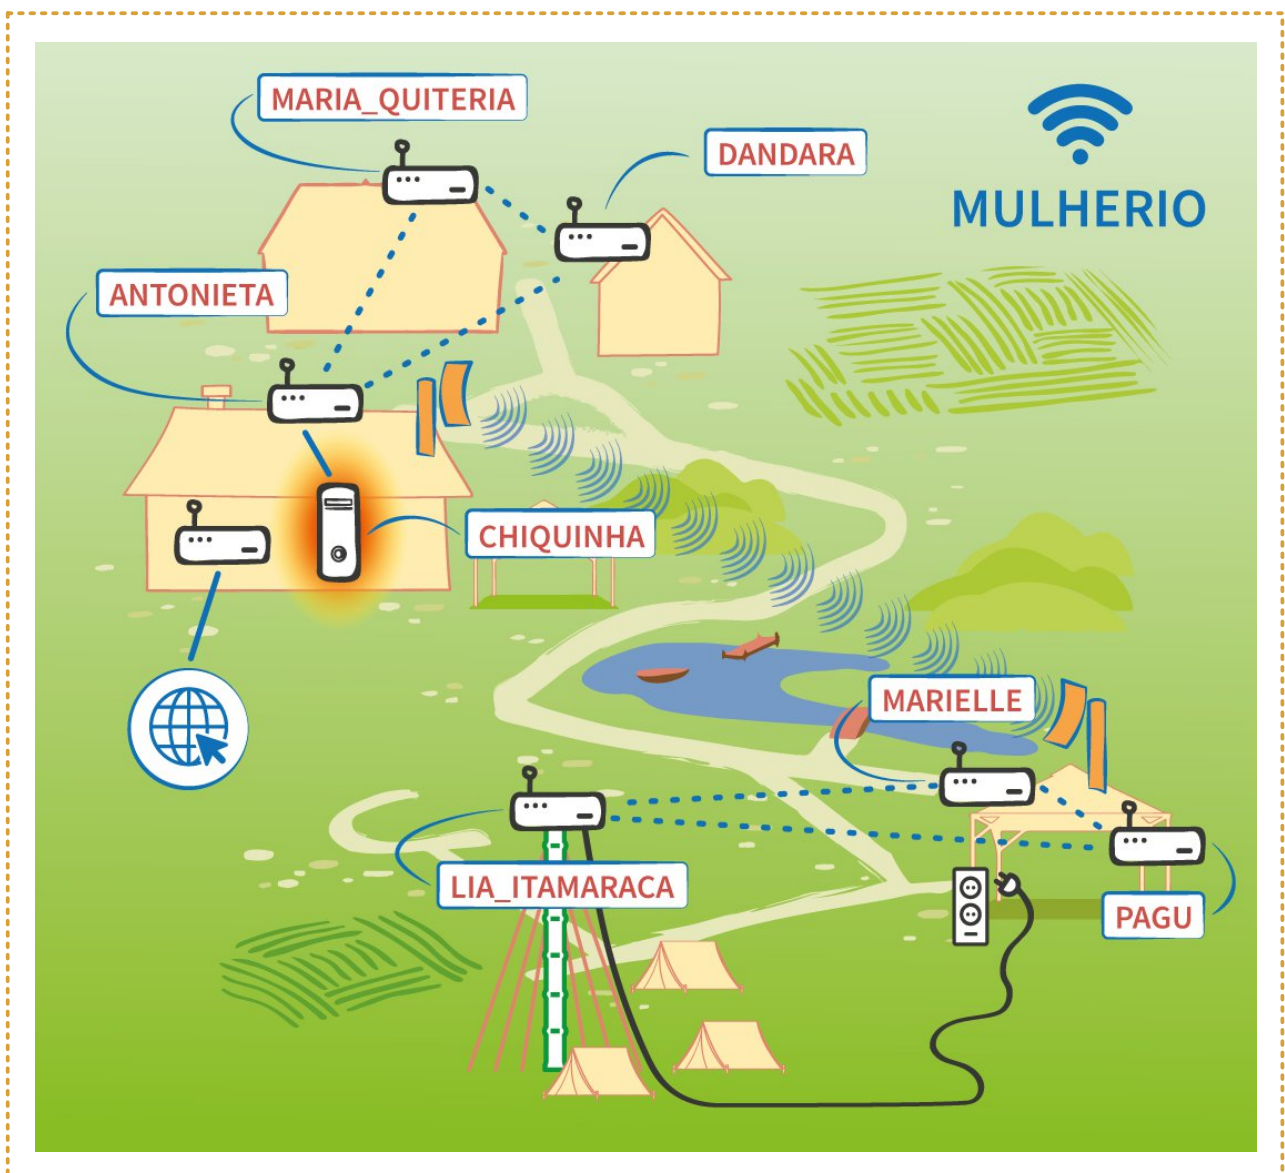 MARIA_QUITERIA
DANDARA
MULHERIO
ANTONIETA
CHIQUINHA
MARIELLE
LIA_ITAMARACA
PAGU